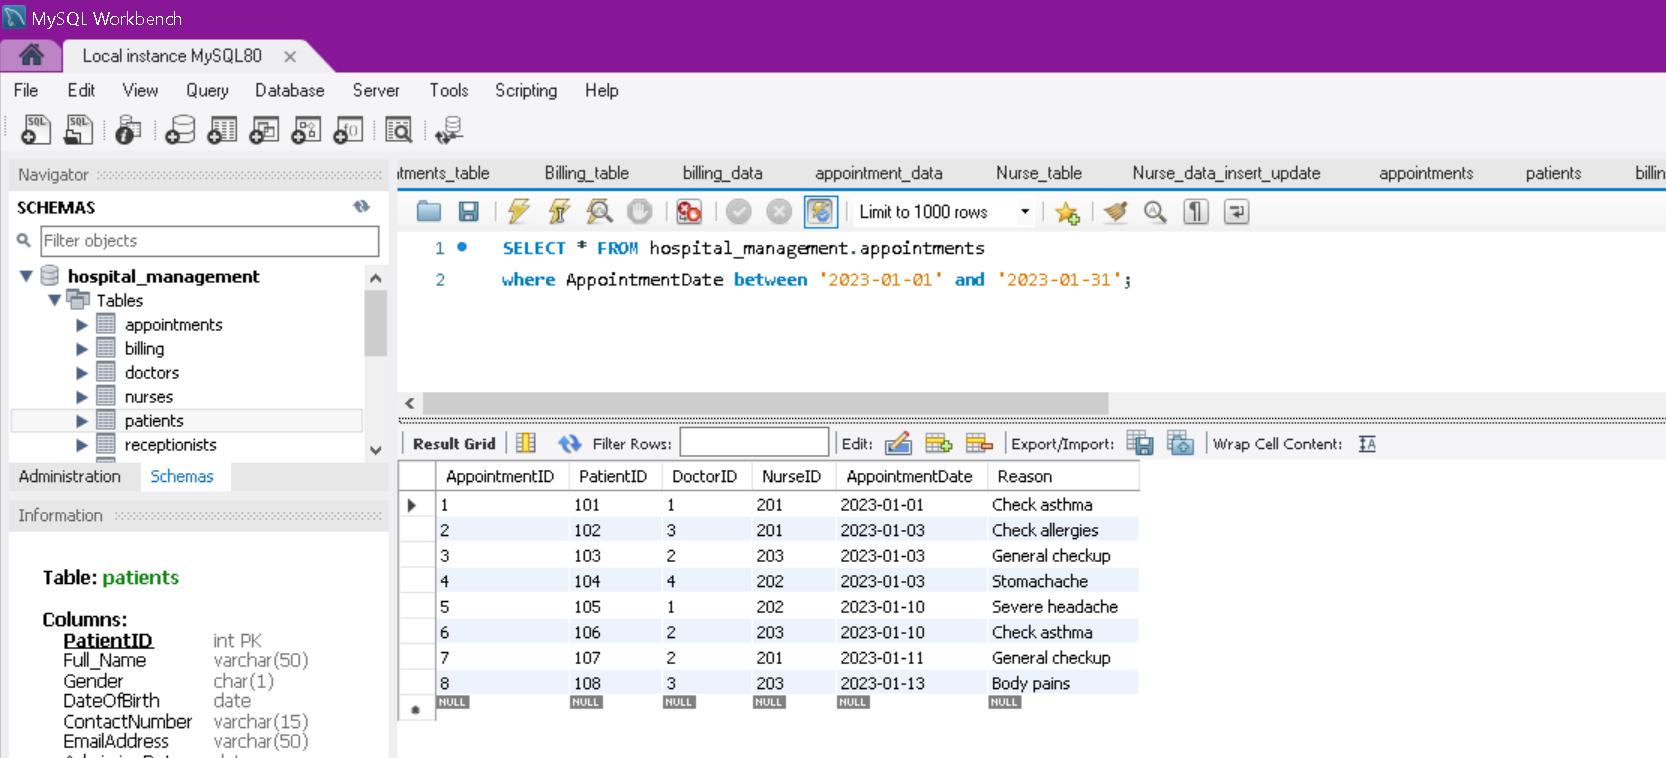 MySQL Workbench
Local instance MySQL80
File Edit View Query Database Server Tools Scripting Help
Navigator
SCHEMAS
Filter objects
hospital_management
Tables
appointments
billing
doctors
nurses
patients
receptionists
Administration Schemas
Information
Table: patients
Columns:
PatientID int PK
Full_Name varchar(50)
Gender char(1)
DateOfBirth date
ContactNumber varchar(15)
EmailAddress varchar(50)
ntments_table Billing_table billing_data appointment_data Nurse_table Nurse_data_insert_update appointments patients billin
Limit to 1000 rows
1 SELECT * FROM hospital_management.appointments
2 where AppointmentDate between '2023-01-01' and '2023-01-31';
Result Grid Filter Rows: Edit: Export/Import: Wrap Cell Content:
AppointmentID PatientID DoctorID NurseID AppointmentDate Reason
1 101 1 201 2023-01-01 Check asthma
2 102 3 201 2023-01-03 Check allergies
3 103 2 203 2023-01-03 General checkup
4 104 4 202 2023-01-03 Stomachache
5 105 1 202 2023-01-10 Severe headache
6 106 2 203 2023-01-10 Check asthma
7 107 2 201 2023-01-11 General checkup
8 108 3 203 2023-01-13 Body pains
NULL NULL NULL NULL NULL NULL